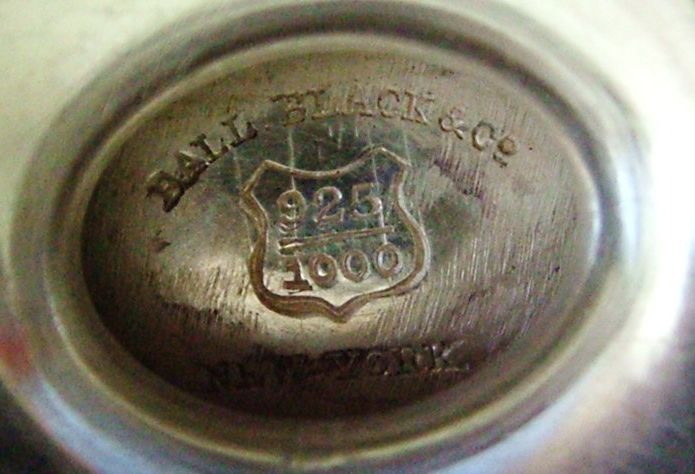 BALL. BLACK & Co
925
1000
NEW-YORK.